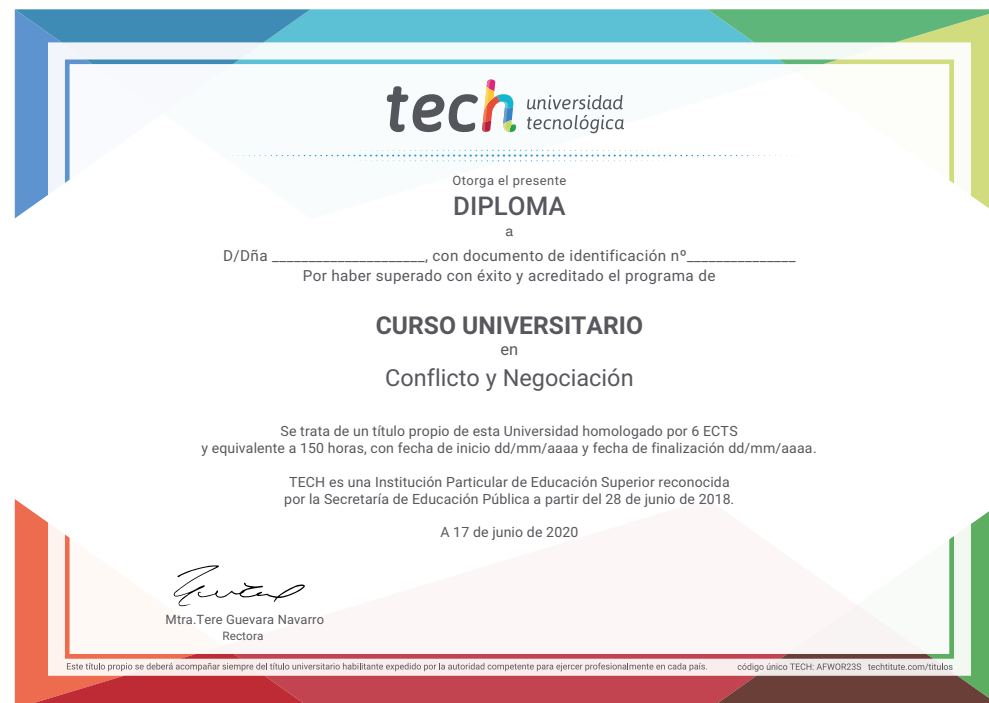 tech universidad
tecnológica
Otorga el presente
DIPLOMA
a
D/Dña _____________________, con documento de identificación nº_______________
Por haber superado con éxito y acreditado el programa de
CURSO UNIVERSITARIO
en
Conflicto y Negociación
Se trata de un título propio de esta Universidad homologado por 6 ECTS
y equivalente a 150 horas, con fecha de inicio dd/mm/aaaa y fecha de finalización dd/mm/aaaa.
TECH es una Institución Particular de Educación Superior reconocida
por la Secretaría de Educación Pública a partir del 28 de junio de 2018.
A 17 de junio de 2020
Mtra.Tere Guevara Navarro
Rectora
Este título propio se deberá acompañar siempre del título universitario habilitante expedido por la autoridad competente para ejercer profesionalmente en cada país. código único TECH: AFWOR23S techtitute.com/titulos